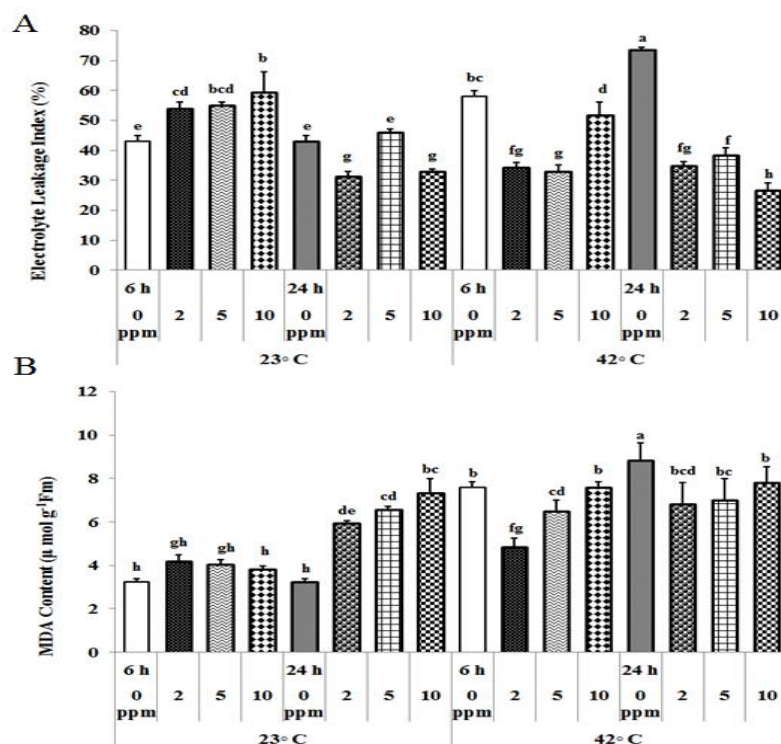 A
Electrolyte Leakage Index (%)
80
70
60
50
40
30
20
10
0
e cd bcd b e g e g bc fg g d a fg f h
6 h 24 h 6 h 24 h
0 ppm 2 5 10 0 ppm 2 5 10 0 ppm 2 5 10 0 ppm 2 5 10
23° C 42° C
B
MDA Content (µ mol g-1Fm)
12
10
8
6
4
2
0
h gh gh h h de cd bc b fg cd b a bcd bc b
6 h 24 h 6 h 24 h
0 ppm 2 5 10 0 ppm 2 5 10 0 ppm 2 5 10 0 ppm 2 5 10
23° C 42° C